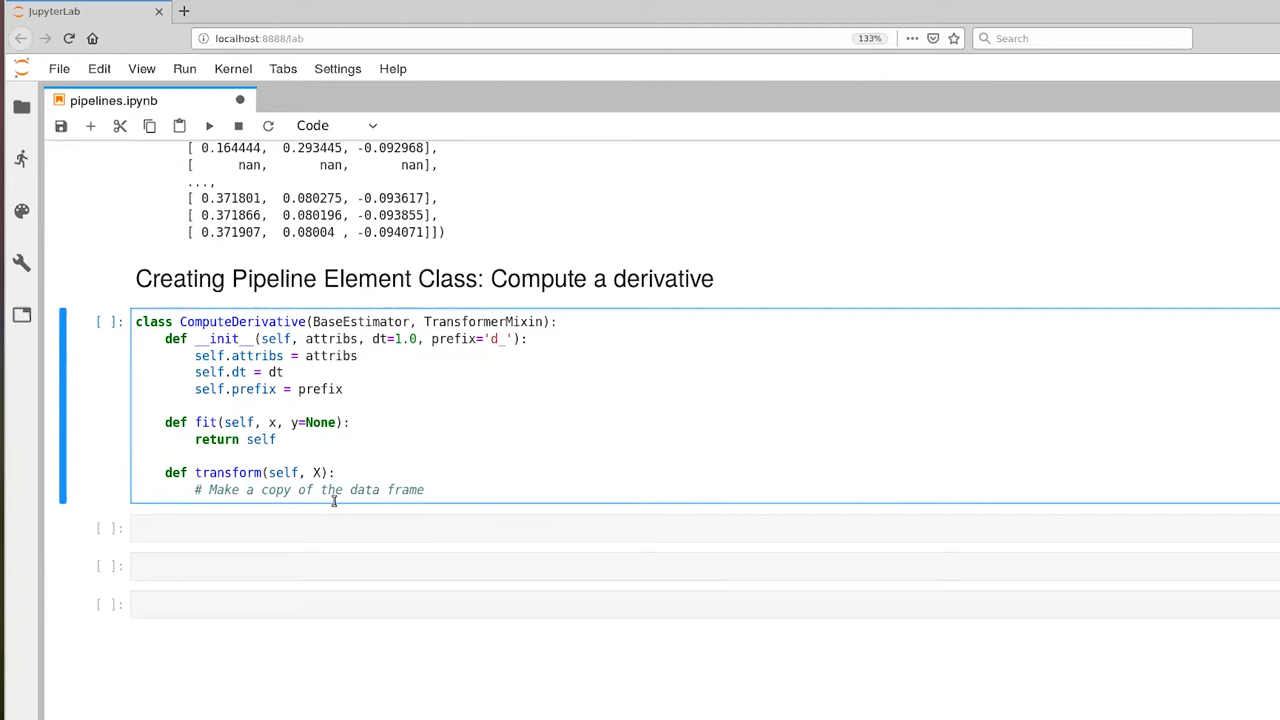 JupyterLab
localhost:8888/lab
133%
Search
File Edit View Run Kernel Tabs Settings Help
pipelines.ipynb
Code
[ 0.164444, 0.293445, -0.092968],
[ nan, nan, nan],
...,
[ 0.371801, 0.080275, -0.093617],
[ 0.371866, 0.080196, -0.093855],
[ 0.371907, 0.08004 , -0.094071]])
Creating Pipeline Element Class: Compute a derivative
[ ]: class ComputeDerivative(BaseEstimator, TransformerMixin):
def __init__(self, attribs, dt=1.0, prefix='d_'):
self.attribs = attribs
self.dt = dt
self.prefix = prefix
def fit(self, x, y=None):
return self
def transform(self, X):
# Make a copy of the data frame
[ ]:
[ ]:
[ ]: